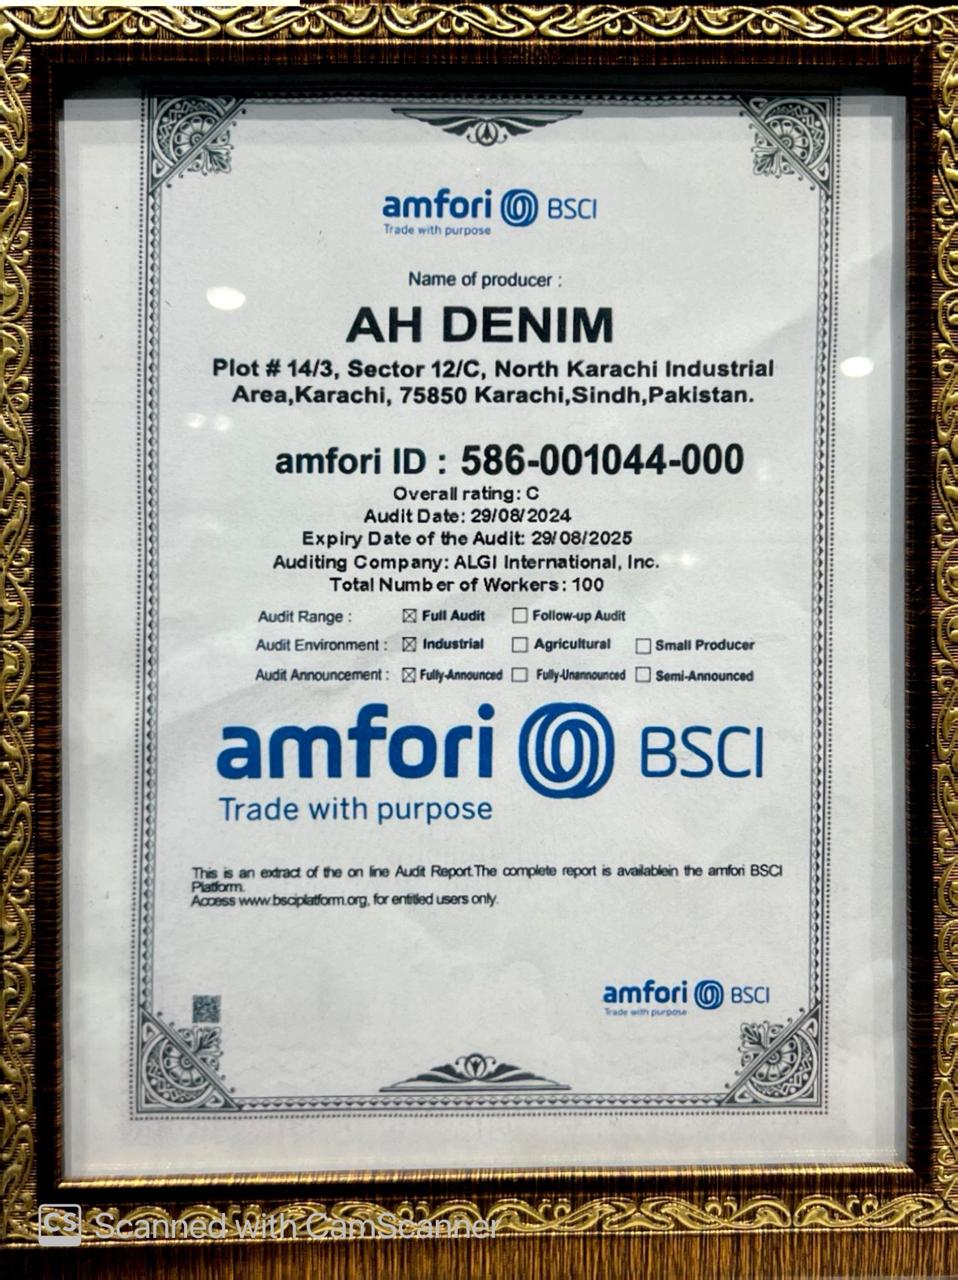 amfori BSCI
Trade with purpose
Name of producer :
AH DENIM
Plot # 14/3, Sector 12/C, North Karachi Industrial
Area,Karachi, 75850 Karachi,Sindh,Pakistan.
amfori ID : 586-001044-000
Overall rating: C
Audit Date: 29/08/2024
Expiry Date of the Audit: 29/08/2025
Auditing Company: ALGI International, Inc.
Total Number of Workers: 100
Audit Range : ☒ Full Audit ☐ Follow-up Audit
Audit Environment : ☒ Industrial ☐ Agricultural ☐ Small Producer
Audit Announcement : ☒ Fully-Announced ☐ Fully-Unannounced ☐ Semi-Announced
amfori BSCI
Trade with purpose
This is an extract of the on line Audit Report.The complete report is availablein the amfori BSCI
Platform.
Access www.bsciplatform.org, for entitled users only.
amfori BSCI
Trade with purpose
CS Scanned with CamScanner